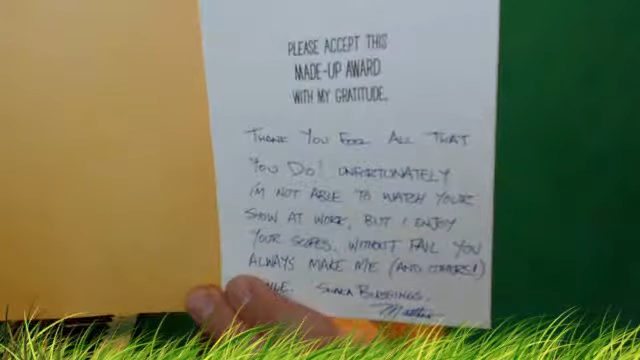 PLEASE ACCEPT THIS
MADE-UP AWARD
WITH MY GRATITUDE.
THANK YOU FOR ALL THAT
YOU DO! UNFORTUNATELY
I'M NOT ABLE TO WATCH YOUR
SHOW AT WORK, BUT I ENJOY
YOUR SCOPES. WITHOUT FAIL YOU
ALWAYS MAKE ME (AND OTHERS!)
BLESSINGS.